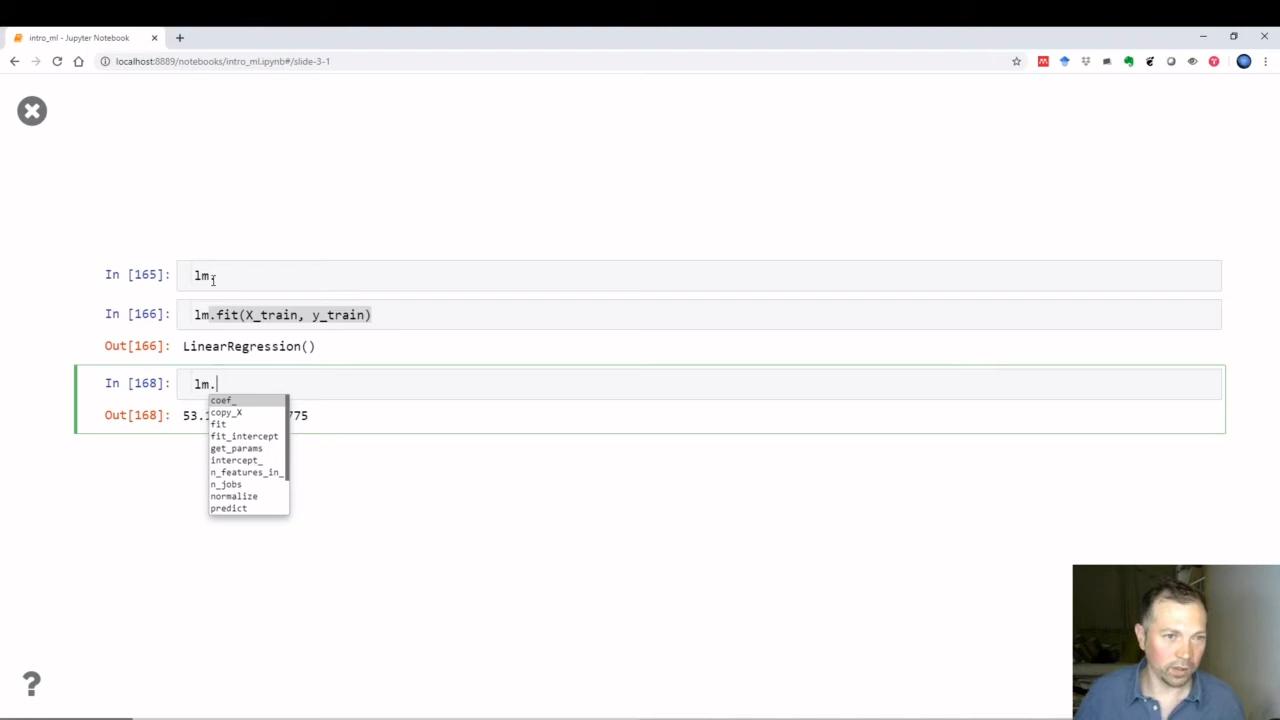 intro_ml - Jupyter Notebook
localhost:8889/notebooks/intro_ml.ipynb#/slide-3-1
In [165]: lm.
In [166]: lm.fit(X_train, y_train)
Out[166]: LinearRegression()
In [168]: lm.
Out[168]: 53.1 775
coef_
copy_X
fit
fit_intercept
get_params
intercept_
n_features_in_
n_jobs
normalize
predict
?